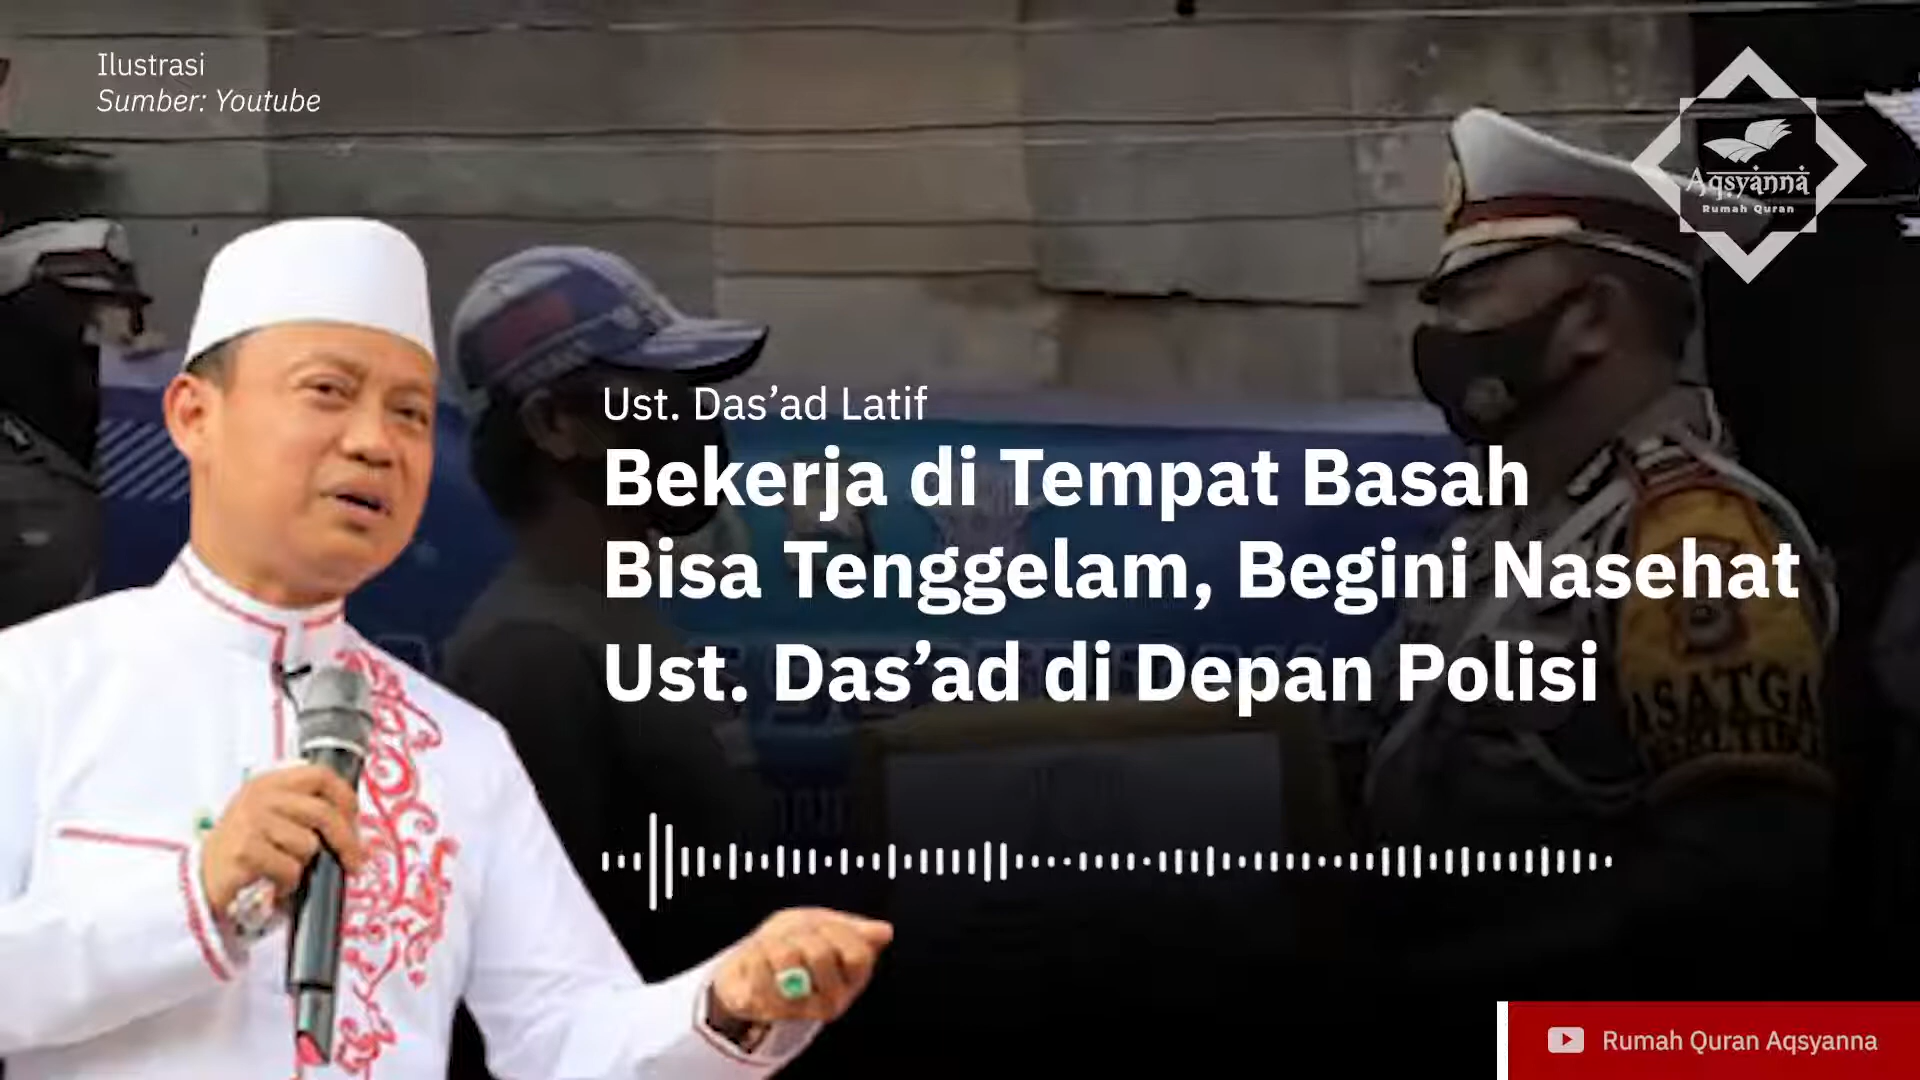 Ilustrasi
Sumber: Youtube
Aqsyanna
Rumah Quran
Ust. Das’ad Latif
Bekerja di Tempat Basah
Bisa Tenggelam, Begini Nasehat
Ust. Das’ad di Depan Polisi
Rumah Quran Aqsyanna